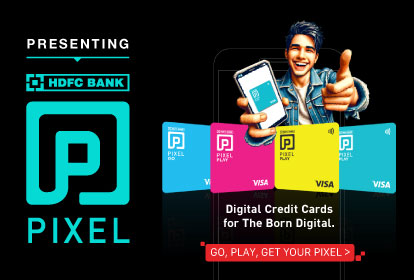 PRESENTING
HDFC BANK
P
PIXEL
PIXEL
GO
VISA
PIXEL
PLAY
VISA
PIXEL
PLAY
VISA
VISA
Digital Credit Cards
for The Born Digital.
GO, PLAY, GET YOUR PIXEL >